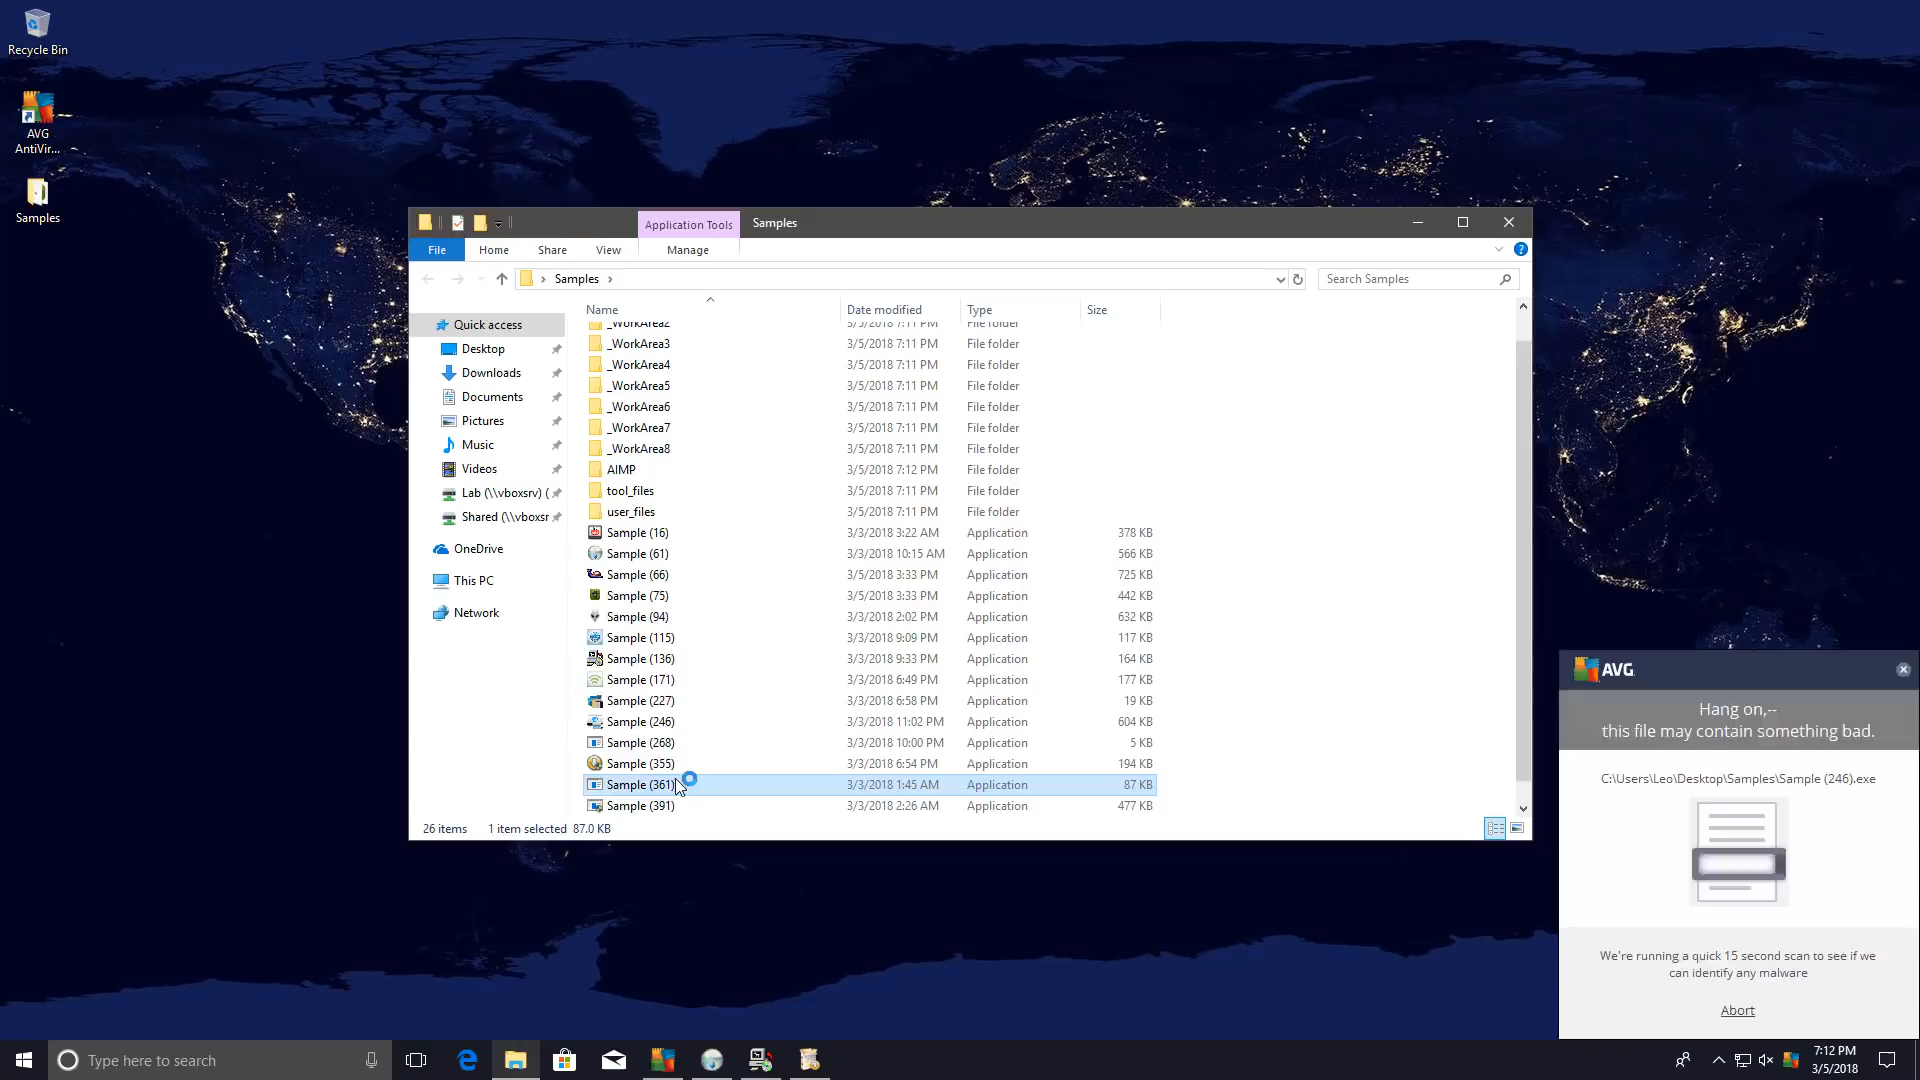 Recycle Bin
AVG
AntiVir...
Samples
Application Tools
Samples
File
Home
Share
View
Manage
Samples
Search Samples
Name
Date modified
Type
Size
Quick access
Desktop
Downloads
Documents
Pictures
Music
Videos
Lab (\\vboxsrv) (
Shared (\\vboxsr
OneDrive
This PC
Network
_WorkArea2 3/5/2018 7:11 PM File folder
_WorkArea3 3/5/2018 7:11 PM File folder
_WorkArea4 3/5/2018 7:11 PM File folder
_WorkArea5 3/5/2018 7:11 PM File folder
_WorkArea6 3/5/2018 7:11 PM File folder
_WorkArea7 3/5/2018 7:11 PM File folder
_WorkArea8 3/5/2018 7:11 PM File folder
AIMP 3/5/2018 7:12 PM File folder
tool_files 3/5/2018 7:11 PM File folder
user_files 3/5/2018 7:11 PM File folder
Sample (16) 3/3/2018 3:22 AM Application 378 KB
Sample (61) 3/3/2018 10:15 AM Application 566 KB
Sample (66) 3/5/2018 3:33 PM Application 725 KB
Sample (75) 3/5/2018 3:33 PM Application 442 KB
Sample (94) 3/3/2018 2:02 PM Application 632 KB
Sample (115) 3/3/2018 9:09 PM Application 117 KB
Sample (136) 3/3/2018 9:33 PM Application 164 KB
Sample (171) 3/3/2018 6:49 PM Application 177 KB
Sample (227) 3/3/2018 6:58 PM Application 19 KB
Sample (246) 3/3/2018 11:02 PM Application 604 KB
Sample (268) 3/3/2018 10:00 PM Application 5 KB
Sample (355) 3/3/2018 6:54 PM Application 194 KB
Sample (361) 3/3/2018 1:45 AM Application 87 KB
Sample (391) 3/3/2018 2:26 AM Application 477 KB
26 items 1 item selected 87.0 KB
AVG
Hang on,--
this file may contain something bad.
C:\Users\Leo\Desktop\Samples\Sample (246).exe
We're running a quick 15 second scan to see if we
can identify any malware
Abort
Type here to search
7:12 PM
3/5/2018